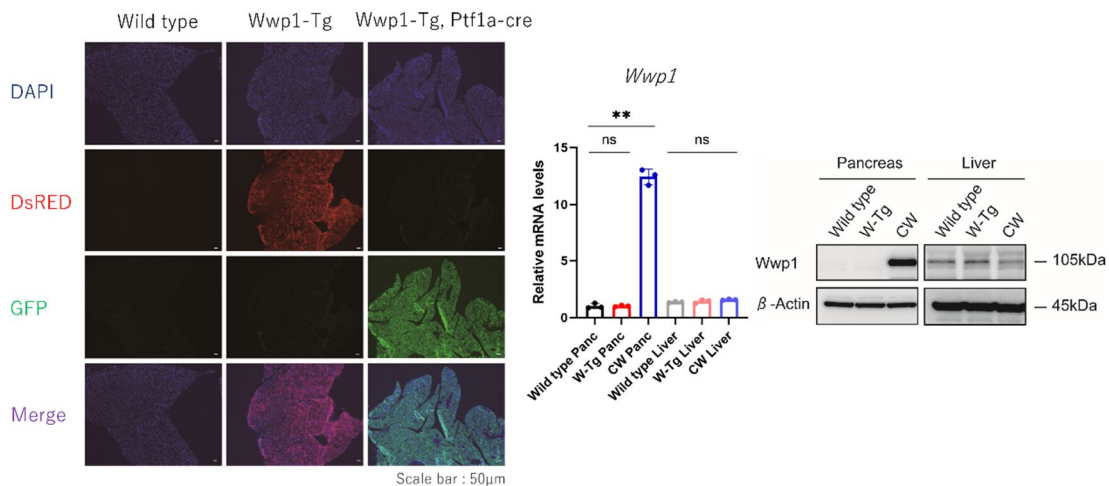 Wild type Wwp1-Tg Wwp1-Tg, Ptf1a-cre
DAPI
DsRED
GFP
Merge
Scale bar : 50μm
Wwp1
**
ns ns
Relative mRNA levels
15
10
5
0
Wild type Panc
W-Tg Panc
CW Panc
Wild type Liver
W-Tg Liver
CW Liver
Pancreas Liver
Wild type W-Tg CW Wild type W-Tg CW
Wwp1 105kDa
β-Actin 45kDa